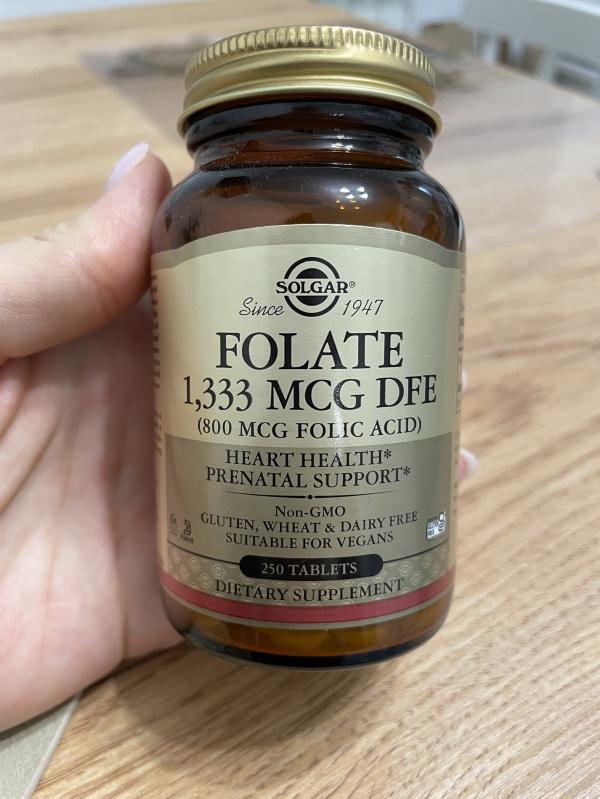 SOLGAR®
Since 1947
FOLATE
1,333 MCG DFE
(800 MCG FOLIC ACID)
HEART HEALTH*
PRENATAL SUPPORT*
Non-GMO
GLUTEN, WHEAT & DAIRY FREE
SUITABLE FOR VEGANS
250 TABLETS
DIETARY SUPPLEMENT